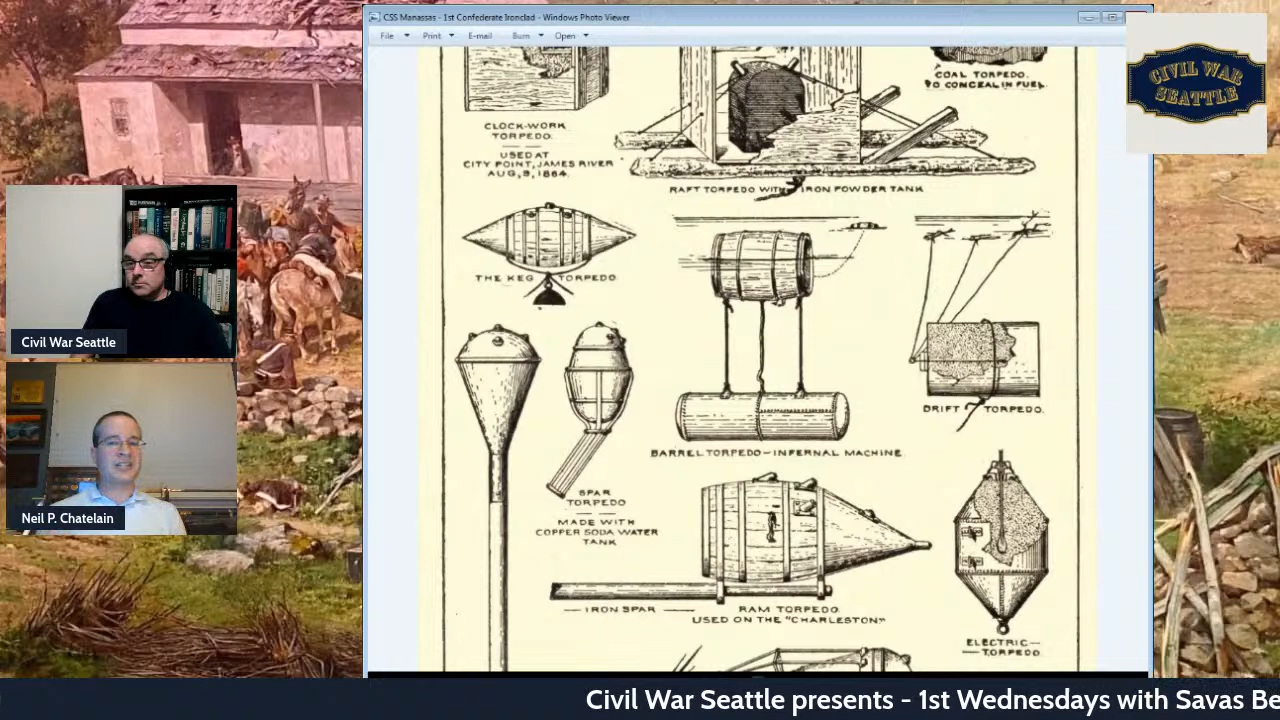 CSS Manassas - 1st Confederate Ironclad - Windows Photo Viewer
File Print E-mail Burn Open
CIVIL WAR
SEATTLE
COAL TORPEDO.
TO CONCEAL IN FUEL.
CLOCK-WORK
TORPEDO.
USED AT
CITY POINT, JAMES RIVER
AUG, 9, 1864.
RAFT TORPEDO WITH IRON POWDER TANK
THE KEG TORPEDO
Civil War Seattle
DRIFT TORPEDO.
BARREL TORPEDO-INFERNAL MACHINE
SPAR
TORPEDO
MADE WITH
COPPER SODA WATER
TANK
Neil P. Chatelain
IRON SPAR
RAM TORPEDO
USED ON THE "CHARLESTON"
ELECTRIC-
TORPEDO.
Civil War Seattle presents - 1st Wednesdays with Savas Be